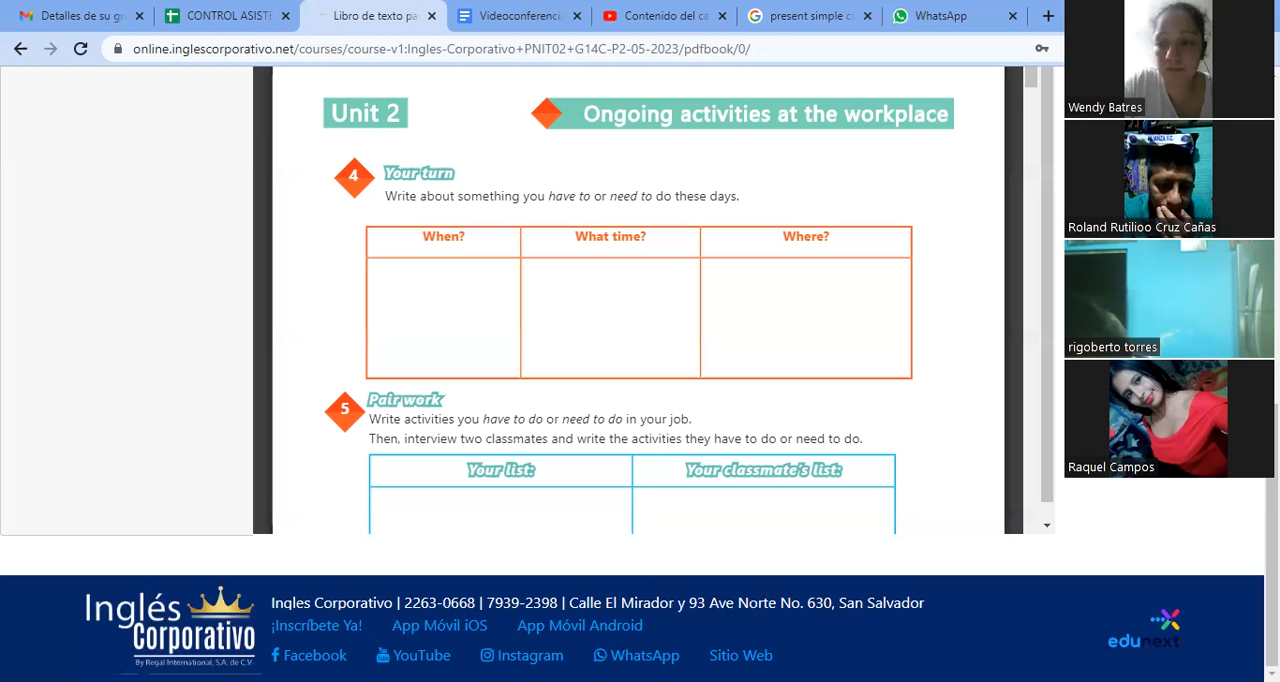 Detalles de su gr
CONTROL ASISTE
Libro de texto pa
Videoconferenci
Contenido del ca
present simple c
WhatsApp
online.inglescorporativo.net/courses/course-v1:Ingles-Corporativo+PNIT02+G14C-P2-05-2023/pdfbook/0/
Unit 2
Ongoing activities at the workplace
4
Your turn
Write about something you have to or need to do these days.
When?
What time?
Where?
5
Pair work
Write activities you have to do or need to do in your job.
Then, interview two classmates and write the activities they have to do or need to do.
Your list:
Your classmate's list:
Wendy Batres
ALIANZA F.C.
Roland Rutilioo Cruz Cañas
rigoberto torres
Raquel Campos
Inglés
Corporativo
By Regal International, S.A. de C.V.
Ingles Corporativo | 2263-0668 | 7939-2398 | Calle El Mirador y 93 Ave Norte No. 630, San Salvador
¡Inscríbete Ya!
App Móvil iOS
App Móvil Android
Facebook
YouTube
Instagram
WhatsApp
Sitio Web
edunext